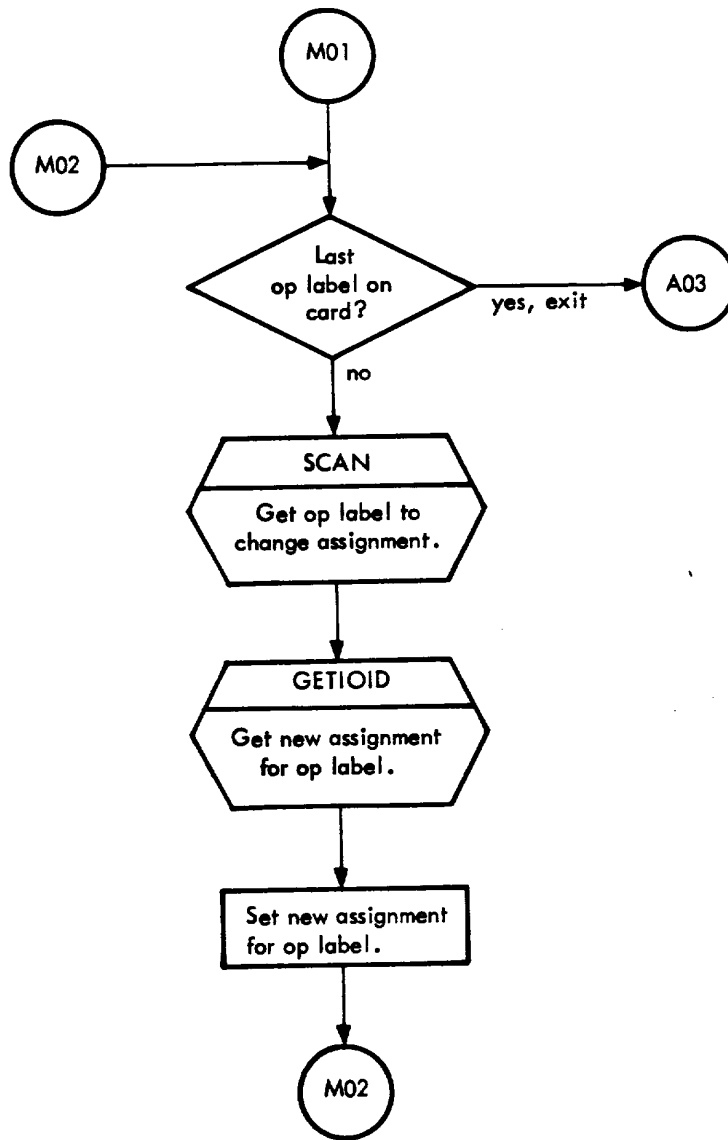 M01
M02
Last
op label on
card?
yes, exit
A03
no
SCAN
Get op label to
change assignment.
GETIOID
Get new assignment
for op label.
Set new assignment
for op label.
M02